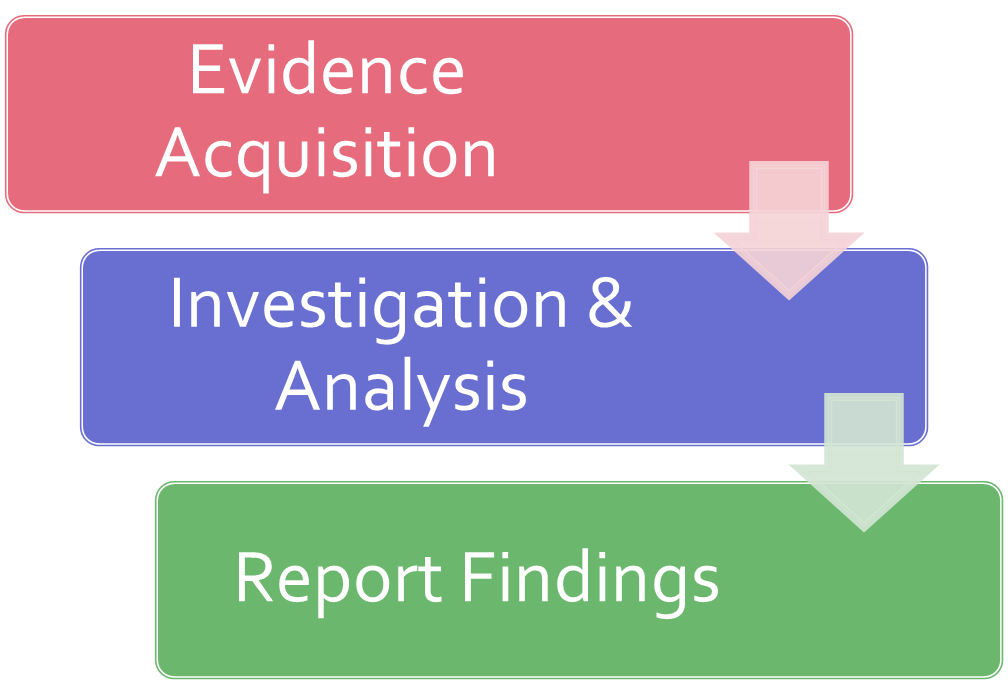 Evidence
Acquisition
Investigation &
Analysis
Report Findings